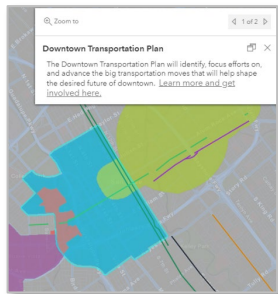 Zoom to
1 of 2
Downtown Transportation Plan
The Downtown Transportation Plan will identify, focus efforts on,
and advance the big transportation moves that will help shape
the desired future of downtown. Learn more and get
involved here.